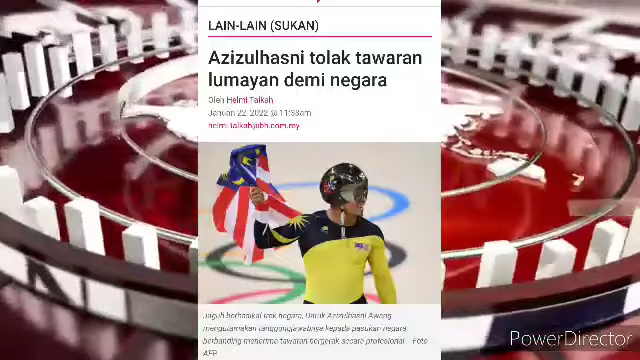 LAIN-LAIN (SUKAN)
Azizulhasni tolak tawaran
lumayan demi negara
Oleh Helmi Talkah
Januari 22, 2022 @ 11:38am
helmi.talkah@bh.com.my
Jaguh berbasikal trek negara, Datuk Azizulhasni Awang
mengutamakan tanggungjawabnya kepada pasukan negara
berbanding menerima tawaran bergerak secara profesional - Foto
AFP
PowerDirector